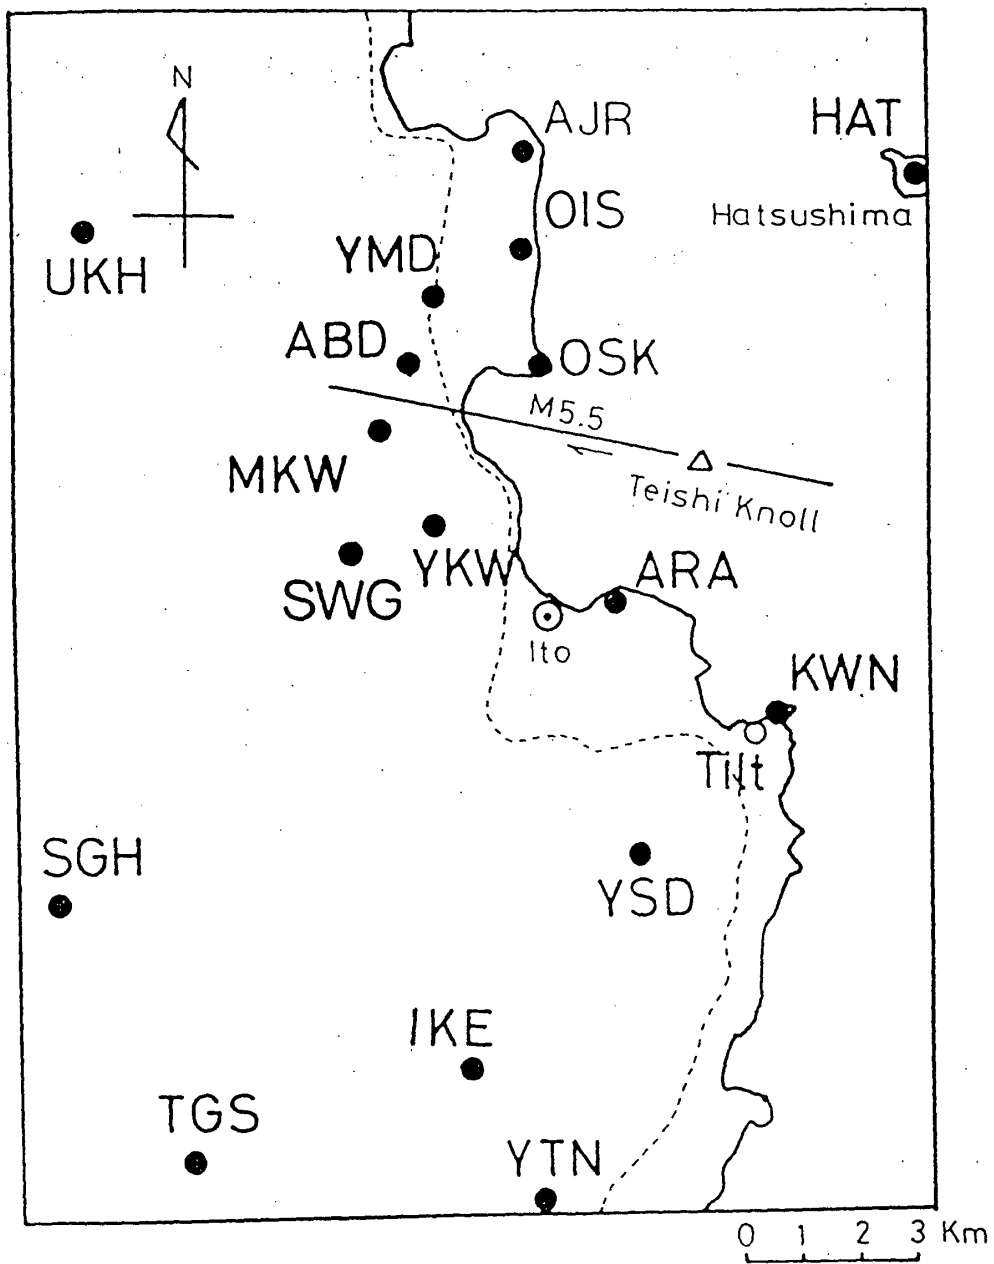 N
AJR
HAT
OIS
Hatsushima
YMD
UKH
ABD
OSK
M5.5
MKW
Teishi Knoll
YKW
ARA
SWG
Ito
KWN
Tilt
SGH
YSD
IKE
TGS
YTN
0 1 2 3 Km